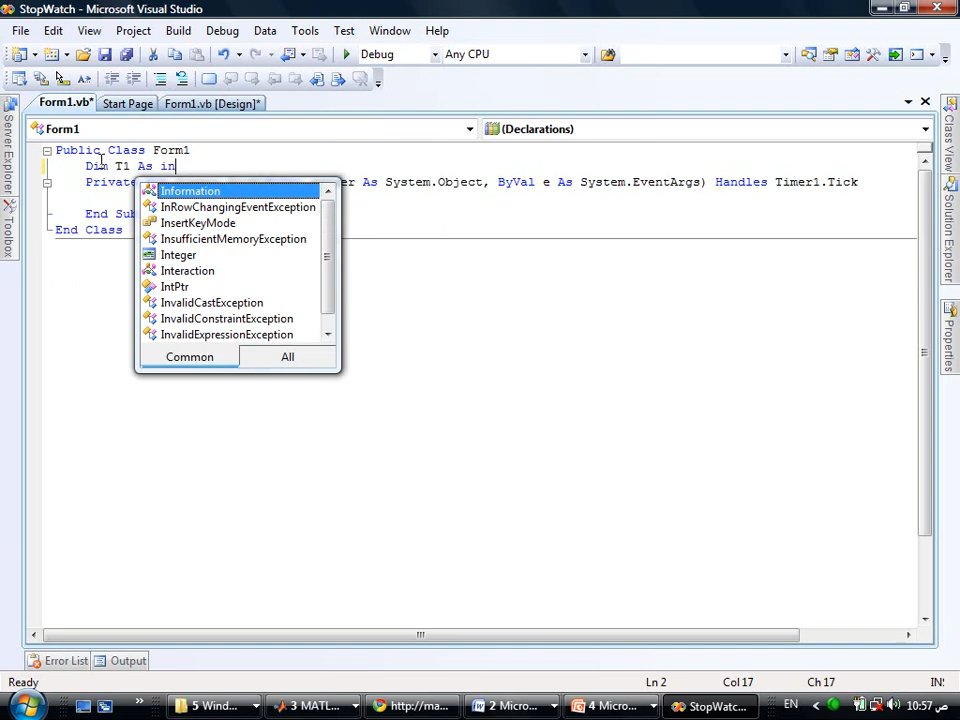 StopWatch - Microsoft Visual Studio
File Edit View Project Build Debug Data Tools Test Window Help
Debug Any CPU
Form1.vb* Start Page Form1.vb [Design]*
Form1 (Declarations)
Public Class Form1
Dim T1 As in
Private er As System.Object, ByVal e As System.EventArgs) Handles Timer1.Tick
End Sub
End Class
Information
InRowChangingEventException
InsertKeyMode
InsufficientMemoryException
Integer
Interaction
IntPtr
InvalidCastException
InvalidConstraintException
InvalidExpressionException
Common All
Server Explorer
Toolbox
Class View
Solution Explorer
Properties
Error List Output
Ready Ln 2 Col 17 Ch 17 INS
5 Wind... 3 MATL... http://ma... 2 Micro... 4 Micro... StopWatc... EN 10:57 ص